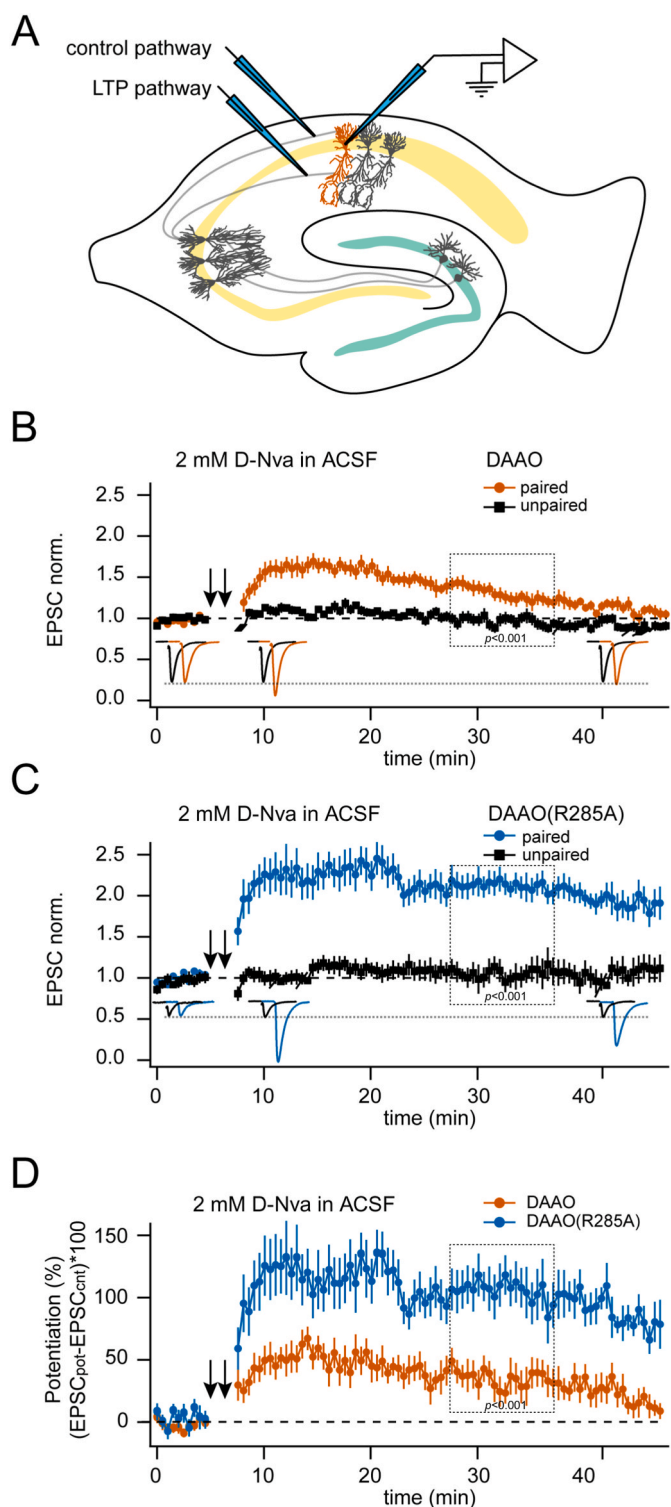 A
control pathway
LTP pathway
B
2 mM D-Nva in ACSF
DAAO
paired
unpaired
2.5
2.0
1.5
1.0
0.5
0.0
EPSC norm.
p<0.001
0 10 20 30 40
time (min)
C
2 mM D-Nva in ACSF
DAAO(R285A)
paired
unpaired
2.5
2.0
1.5
1.0
0.5
0.0
EPSC norm.
p<0.001
0 10 20 30 40
time (min)
D
2 mM D-Nva in ACSF
DAAO
DAAO(R285A)
150
100
50
0
Potentiation (%)
(EPSCpot-EPSCcnt)*100
p<0.001
0 10 20 30 40
time (min)